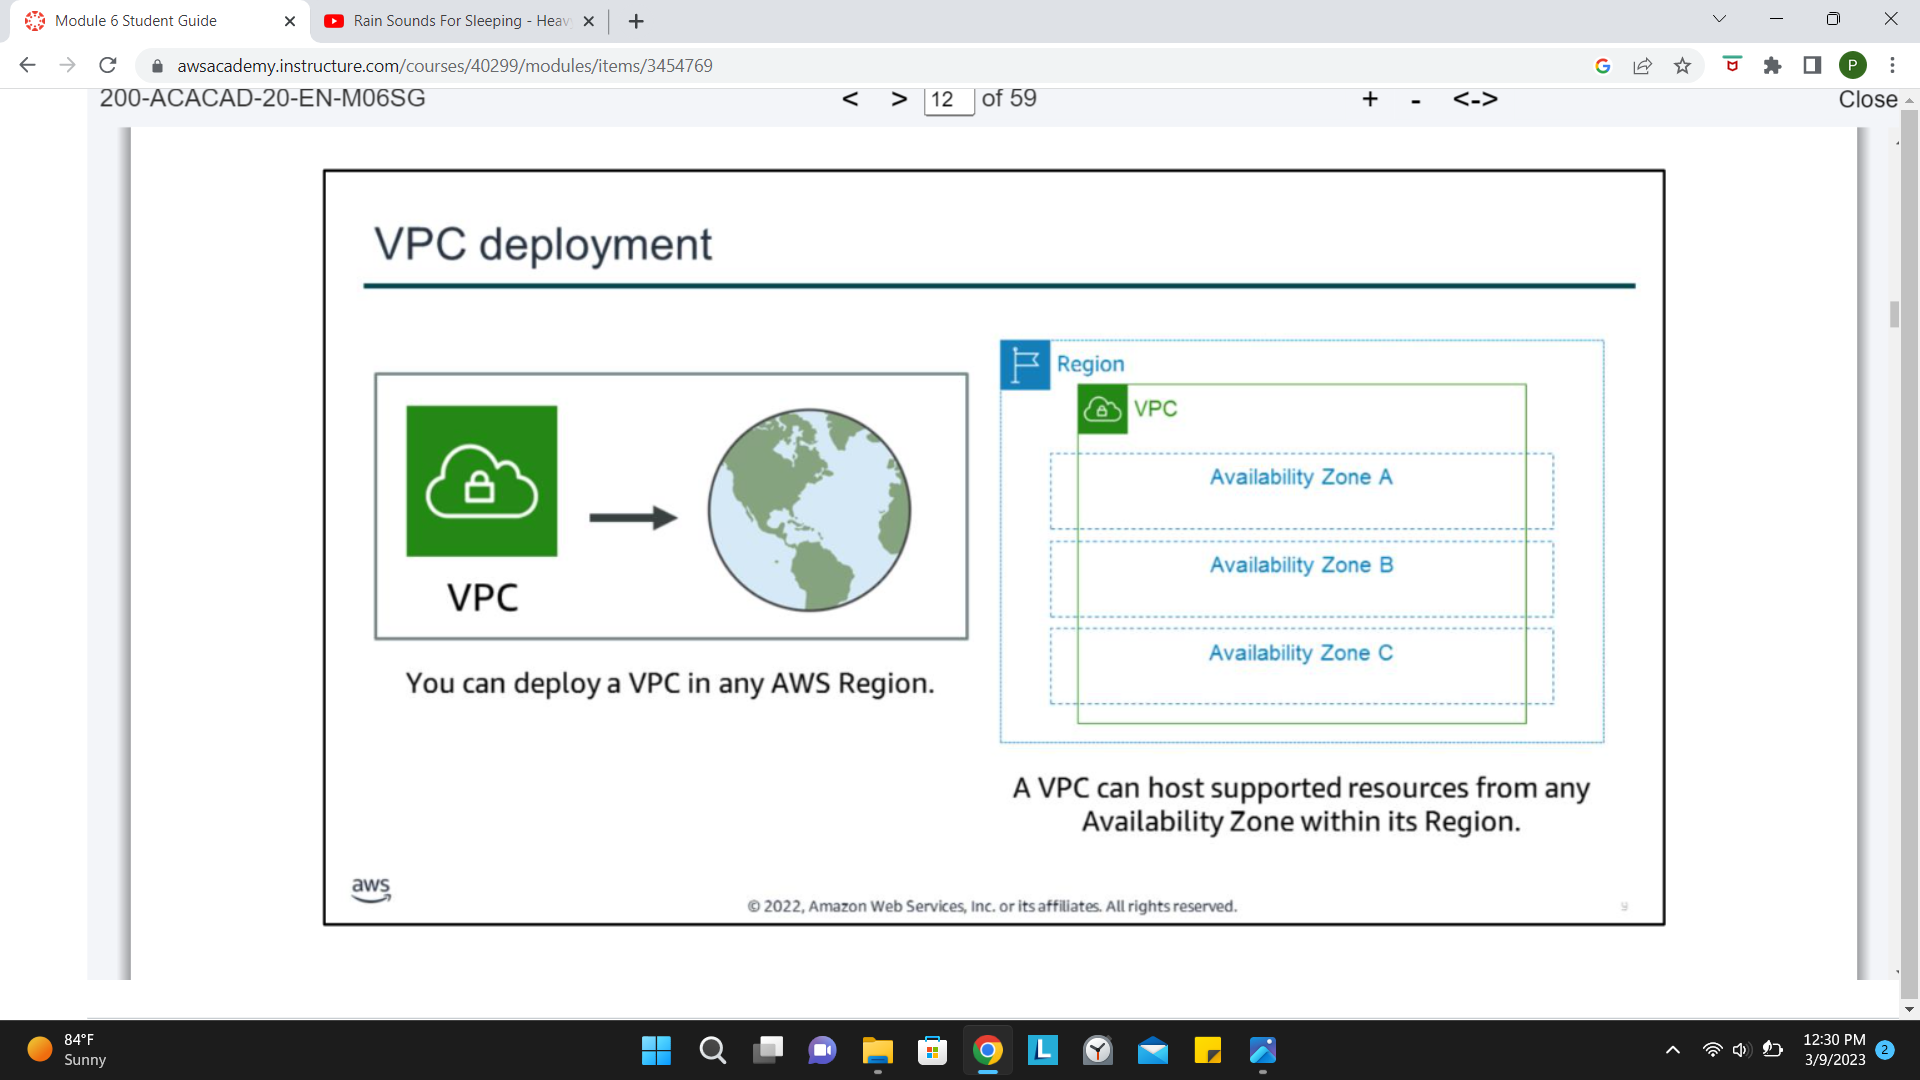 Module 6 Student Guide
Rain Sounds For Sleeping - Heav
awsacademy.instructure.com/courses/40299/modules/items/3454769
P
200-ACACAD-20-EN-M06SG
< > 12 of 59
+ - <-> Close
VPC deployment
Region
VPC
Availability Zone A
Availability Zone B
Availability Zone C
VPC
You can deploy a VPC in any AWS Region.
A VPC can host supported resources from any
Availability Zone within its Region.
aws
© 2022, Amazon Web Services, Inc. or its affiliates. All rights reserved.
9
84°F
Sunny
L
12:30 PM
3/9/2023
2